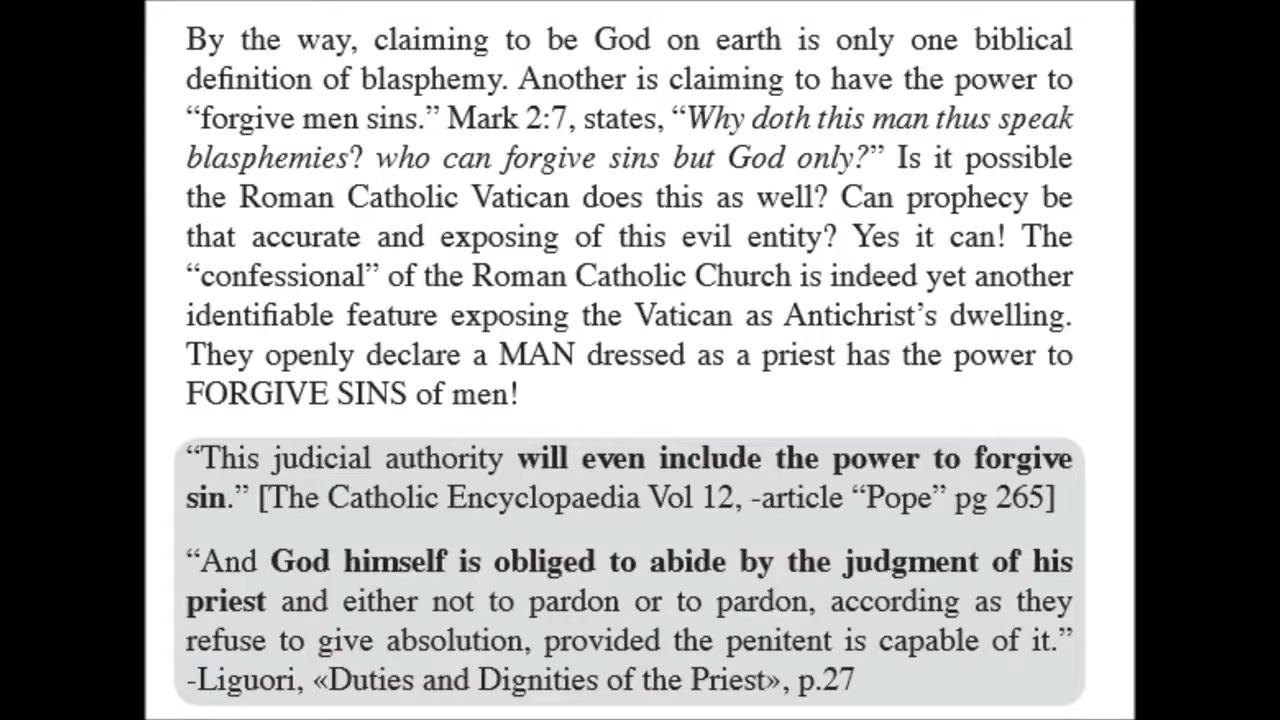 By the way, claiming to be God on earth is only one biblical
definition of blasphemy. Another is claiming to have the power to
“forgive men sins.” Mark 2:7, states, “Why doth this man thus speak
blasphemies? who can forgive sins but God only?” Is it possible
the Roman Catholic Vatican does this as well? Can prophecy be
that accurate and exposing of this evil entity? Yes it can! The
“confessional” of the Roman Catholic Church is indeed yet another
identifiable feature exposing the Vatican as Antichrist’s dwelling.
They openly declare a MAN dressed as a priest has the power to
FORGIVE SINS of men!
“This judicial authority will even include the power to forgive
sin.” [The Catholic Encyclopaedia Vol 12, -article “Pope” pg 265]
“And God himself is obliged to abide by the judgment of his
priest and either not to pardon or to pardon, according as they
refuse to give absolution, provided the penitent is capable of it.”
-Liguori, «Duties and Dignities of the Priest», p.27